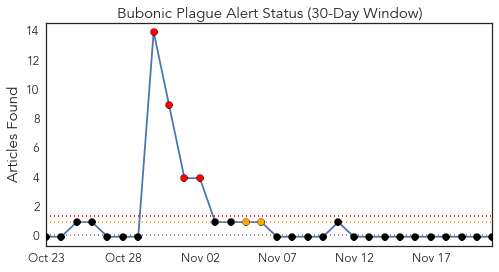 Bubonic Plague Alert Status (30-Day Window)
Articles Found
14
12
10
8
6
4
2
0
Oct 23 Oct 28 Nov 02 Nov 07 Nov 12 Nov 17